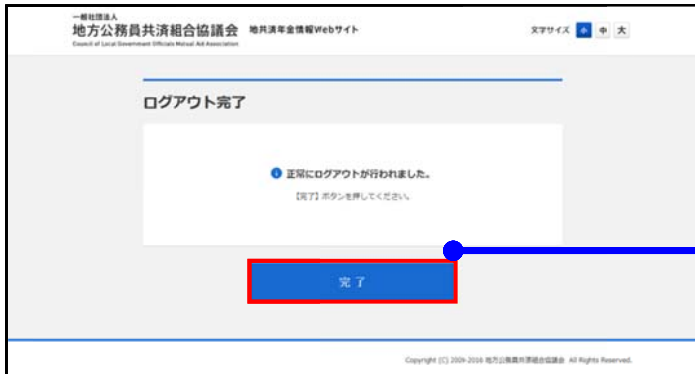 一般社団法人
地方公務員共済組合協議会 地共済年金情報Webサイト 文字サイズ 小 中 大
Council of Local Government Officials Mutual Aid Association
ログアウト完了
正常にログアウトが行われました。
【完了】ボタンを押してください。
完了
Copyright (C) 2009-2016 地方公務員共済組合協議会 All Rights Reserved.